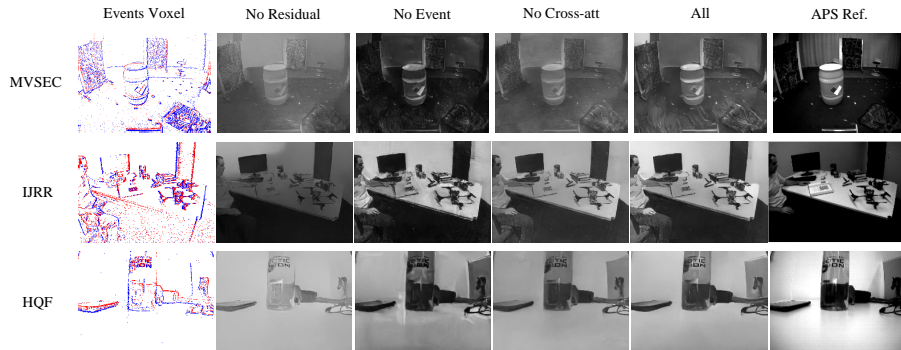 Events Voxel No Residual No Event No Cross-att All APS Ref.
MVSEC
IJRR
HQF